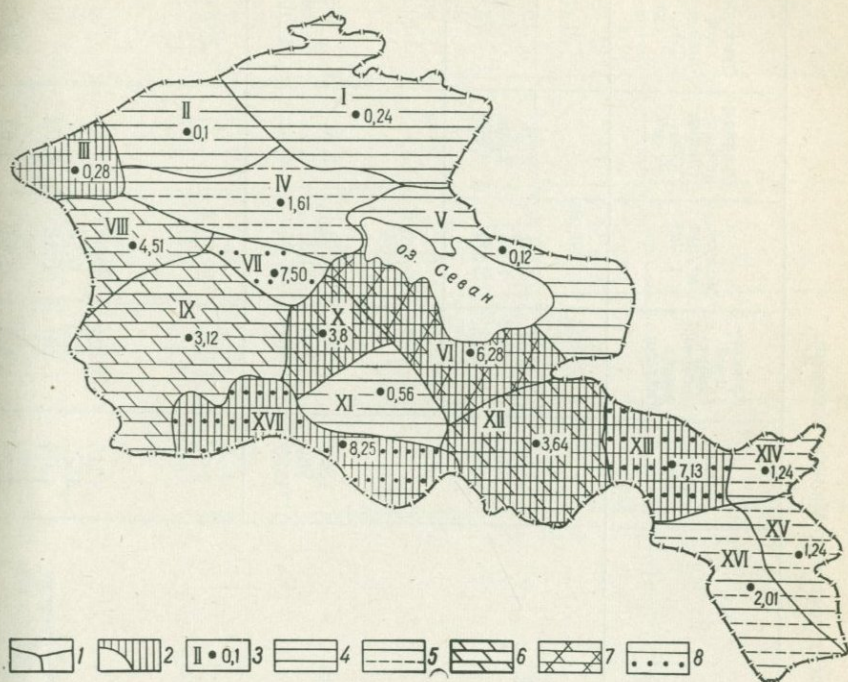 I
0,24
II
0,1
III
0,28
IV
1,61
V
0,12
оз. Севан
VIII
4,51
VII
7,50
IX
3,12
X
3,8
VI
6,28
XI
0,56
XII
3,64
XVII
8,25
XIII
7,13
XIV
1,24
XV
1,24
XVI
2,01
1 2 II 0,1 3 4 5 6 7 8